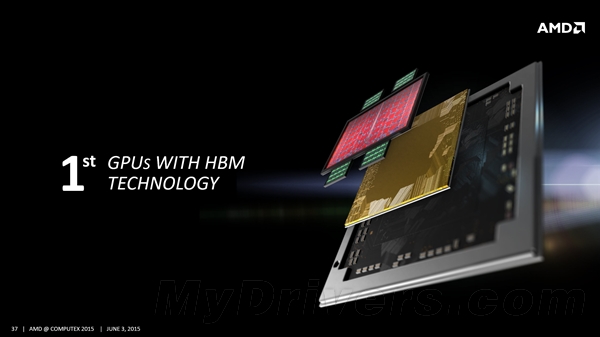 AMD
1st GPUs WITH HBM
TECHNOLOGY
MyDrivers.com
37 | AMD @ COMPUTEX 2015 | JUNE 3, 2015